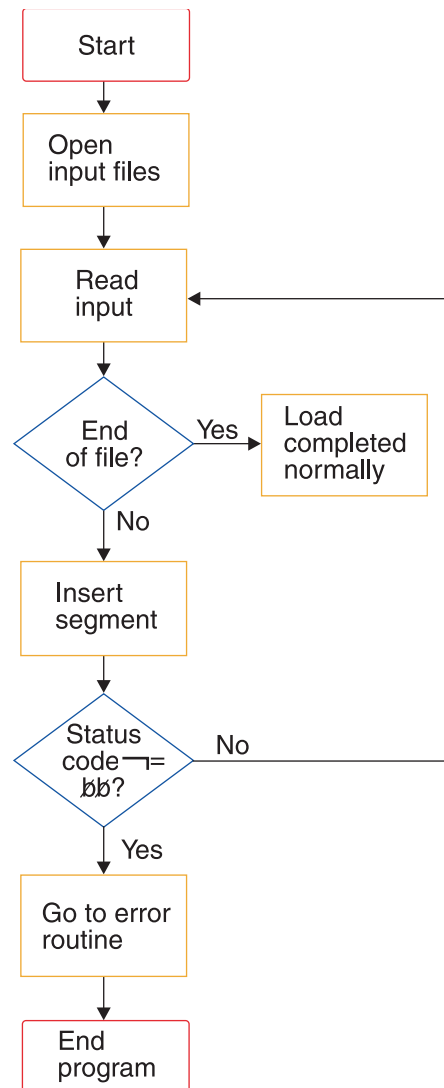 Start
Open
input files
Read
input
End
of file?
Yes
Load
completed
normally
No
Insert
segment
Status
code ¬=
b̸b̸?
No
Yes
Go to error
routine
End
program